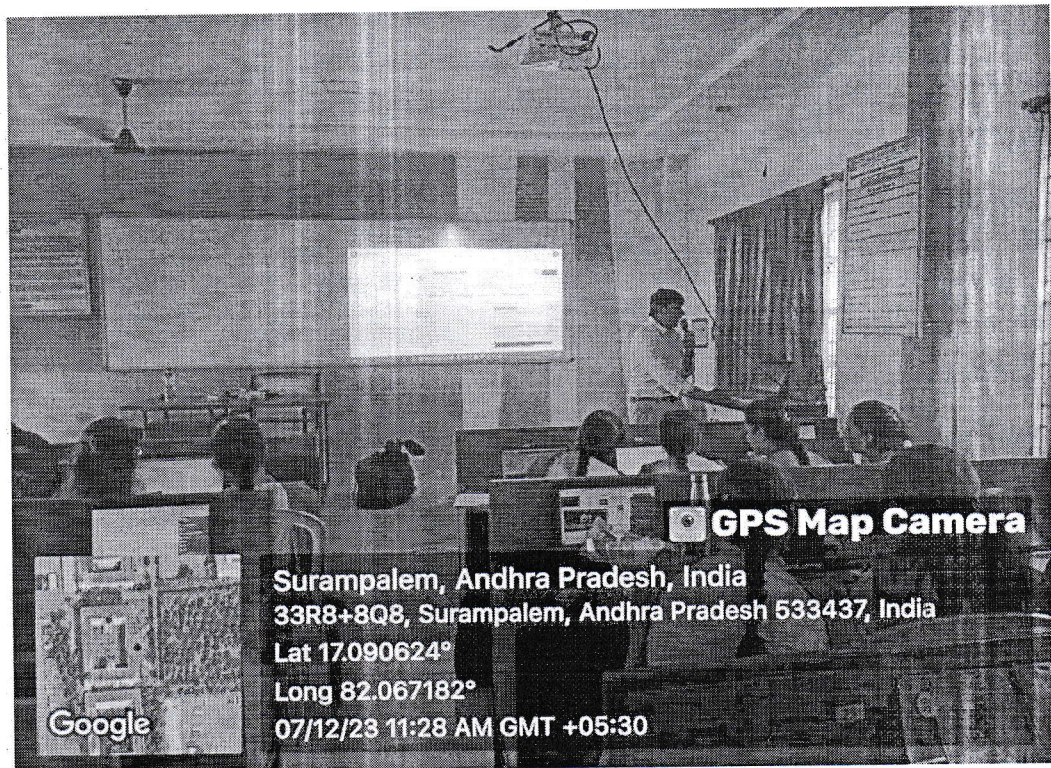 GPS Map Camera
Surampalem, Andhra Pradesh, India
33R8+8Q8, Surampalem, Andhra Pradesh 533437, India
Lat 17.090624°
Long 82.067182°
07/12/23 11:28 AM GMT +05:30
Google